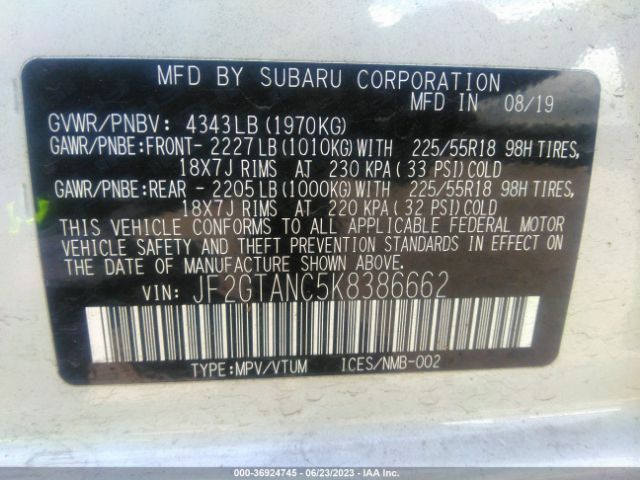 MFD BY SUBARU CORPORATION
MFD IN 08/19
GVWR/PNBV: 4343LB(1970KG)
GAWR/PNBE:FRONT- 2227LB(1010KG)WITH 225/55R18 98H TIRES,
18X7J RIMS AT 230 KPA( 33 PSI)COLD
GAWR/PNBE:REAR - 2205LB(1000KG)WITH 225/55R18 98H TIRES,
18X7J RIMS AT 220 KPA( 32 PSI)COLD
THIS VEHICLE CONFORMS TO ALL APPLICABLE FEDERAL MOTOR
VEHICLE SAFETY AND THEFT PREVENTION STANDARDS IN EFFECT ON
THE DATE OF MANUFACTURE SHOWN ABOVE.
VIN: JF2GTANC5K8386662
TYPE:MPV/VTUM ICES/NMB-002
000-36924745 - 06/23/2023 - IAA Inc.